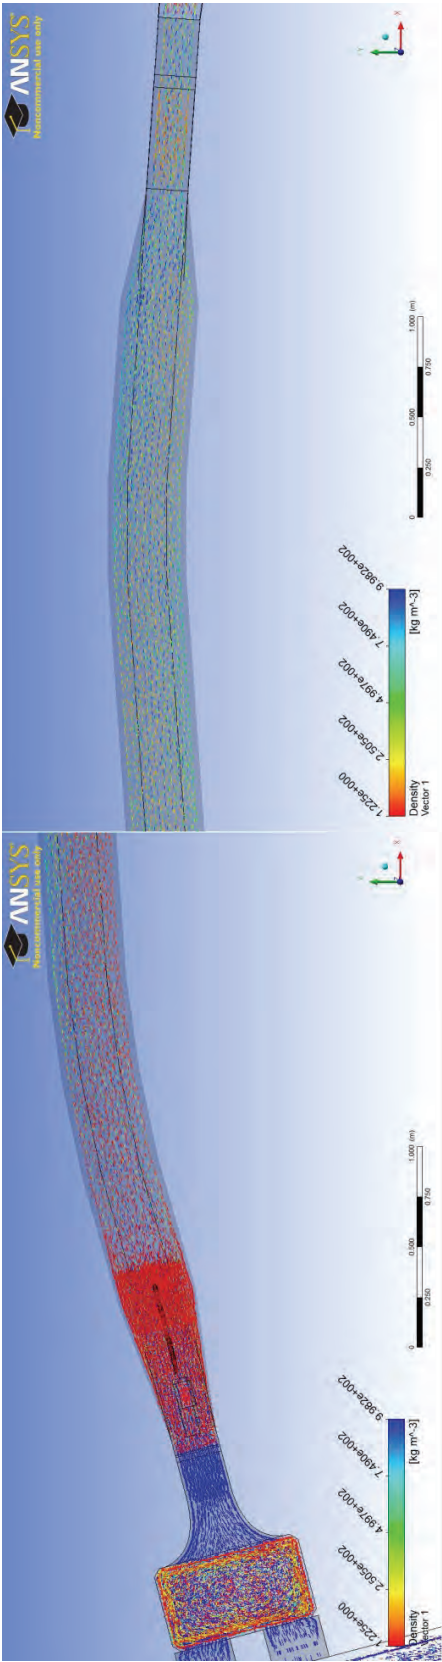 ANSYS
Noncommercial use only
Y
X
0
0.250
0.500
0.750
1.000 (m)
1.225e+000
2.505e+002
4.997e+002
7.490e+002
9.982e+002
[kg m^-3]
Density
Vector 1
ANSYS
Noncommercial use only
Y
X
0
0.250
0.500
0.750
1.000 (m)
1.225e+000
2.505e+002
4.997e+002
7.490e+002
9.982e+002
[kg m^-3]
Density
Vector 1